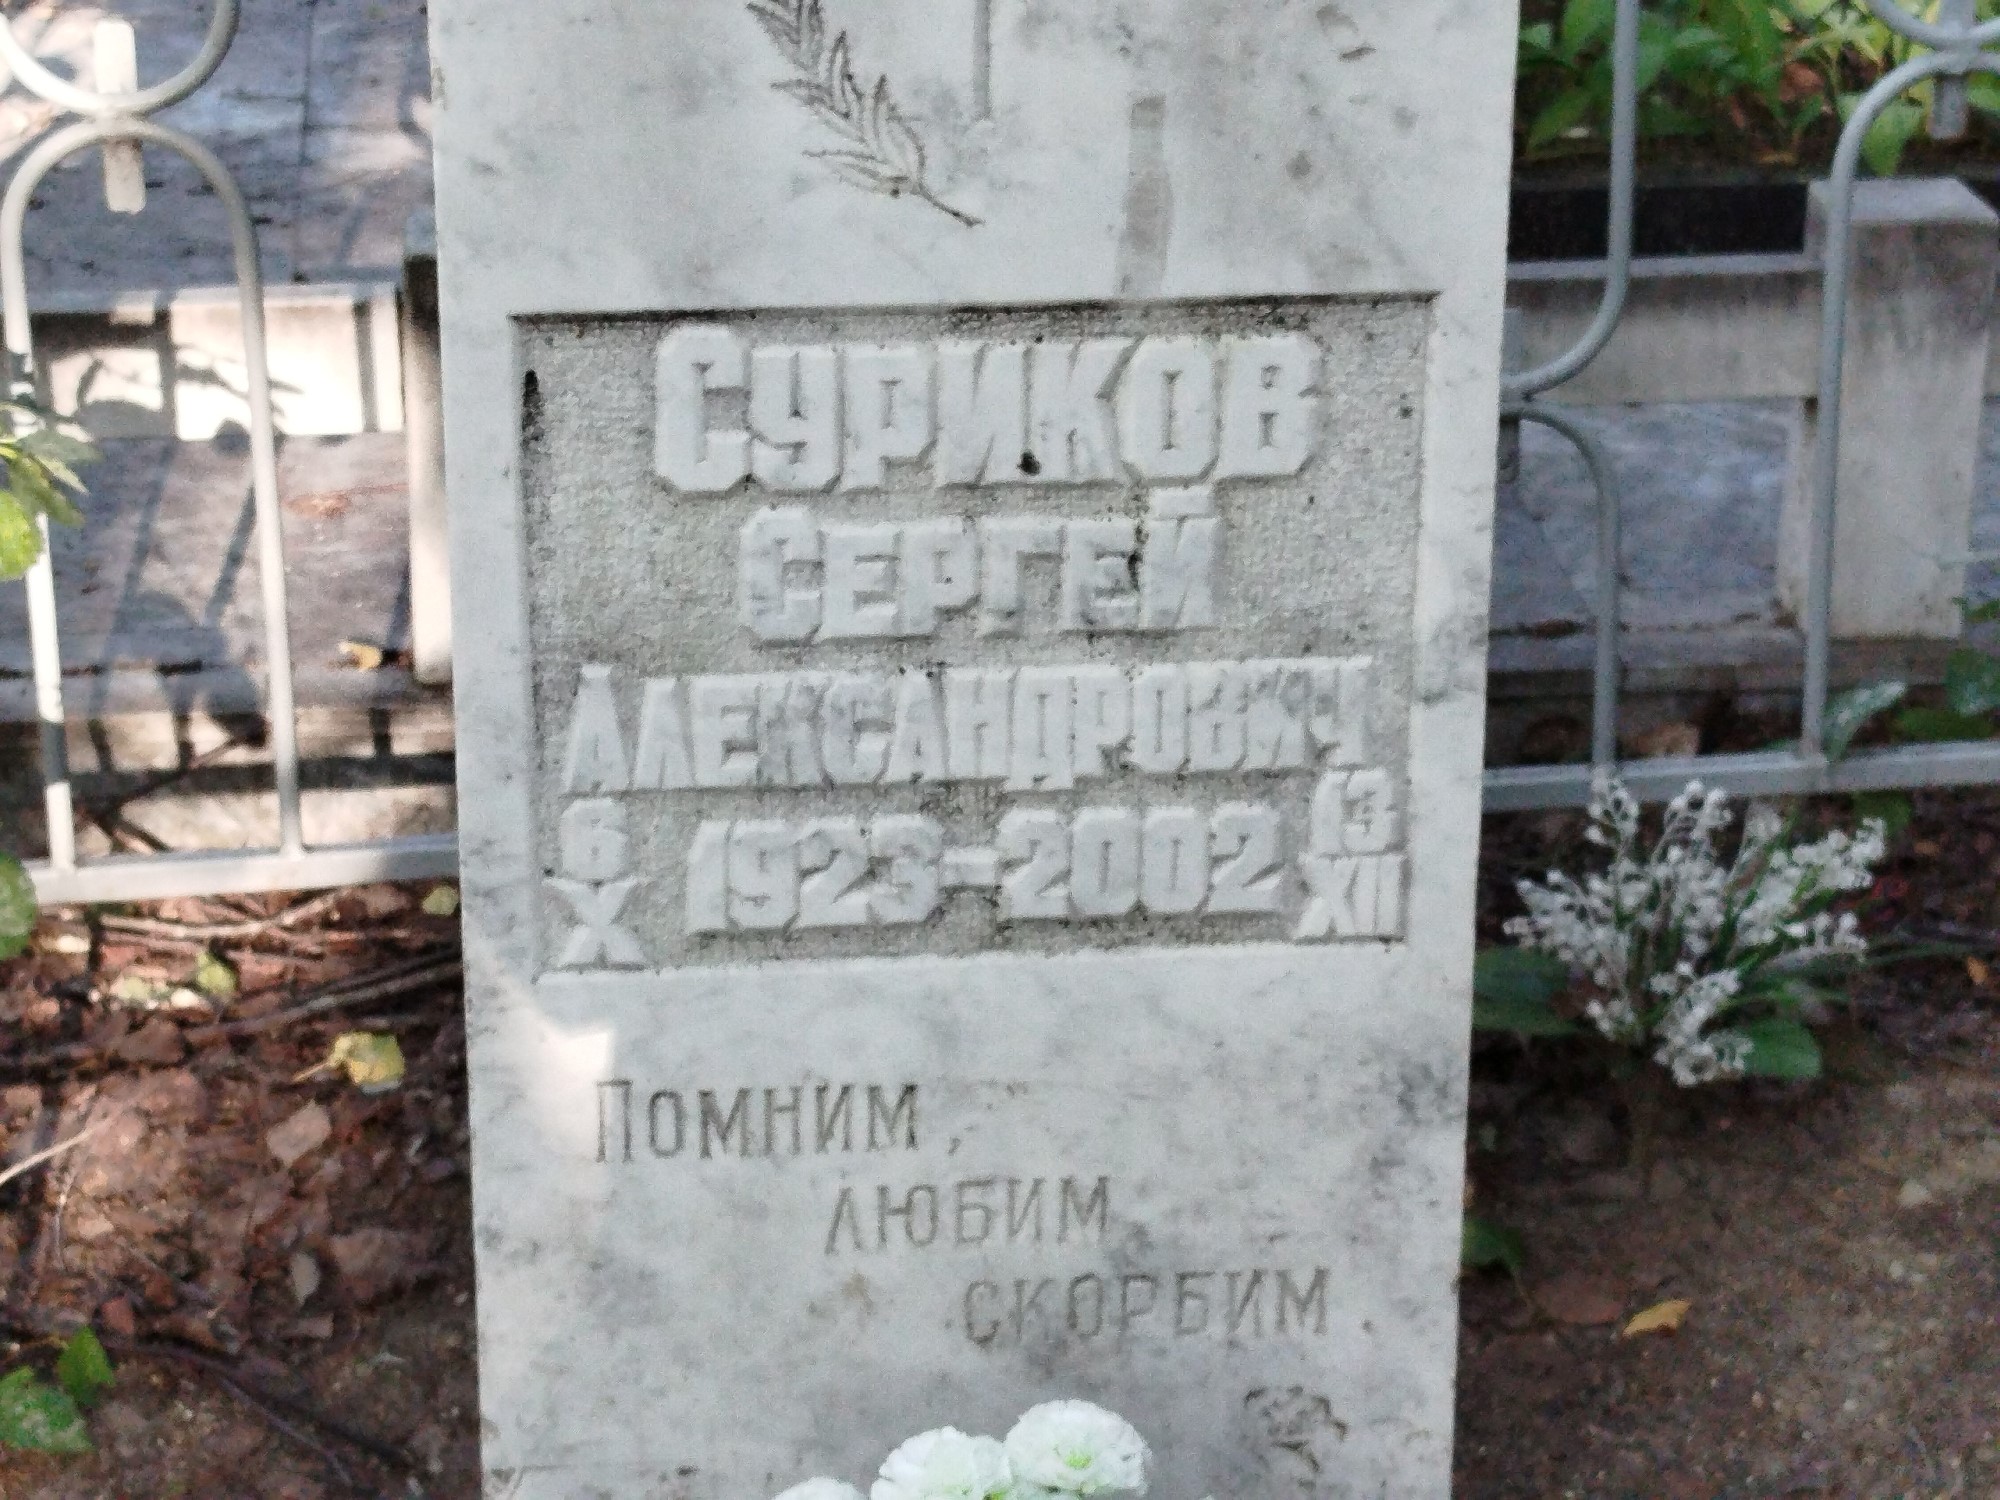 Суриков
Сергей
Александрович
6
X
1923-2002
13
XII
Помним,
любим
скорбим.